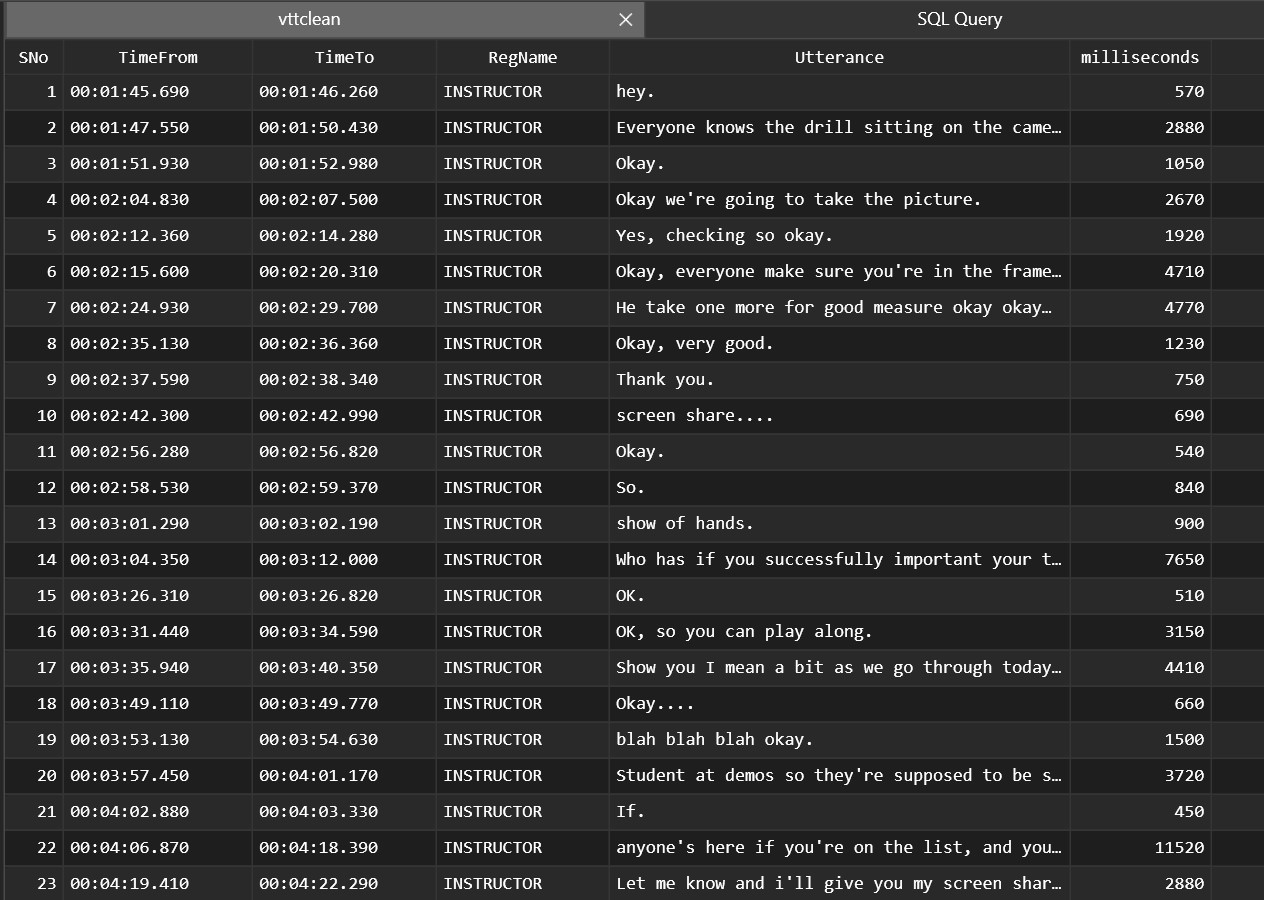 vttclean × SQL Query
SNo TimeFrom TimeTo RegName Utterance milliseconds
1 00:01:45.690 00:01:46.260 INSTRUCTOR hey. 570
2 00:01:47.550 00:01:50.430 INSTRUCTOR Everyone knows the drill sitting on the came… 2880
3 00:01:51.930 00:01:52.980 INSTRUCTOR Okay. 1050
4 00:02:04.830 00:02:07.500 INSTRUCTOR Okay we're going to take the picture. 2670
5 00:02:12.360 00:02:14.280 INSTRUCTOR Yes, checking so okay. 1920
6 00:02:15.600 00:02:20.310 INSTRUCTOR Okay, everyone make sure you're in the frame… 4710
7 00:02:24.930 00:02:29.700 INSTRUCTOR He take one more for good measure okay okay… 4770
8 00:02:35.130 00:02:36.360 INSTRUCTOR Okay, very good. 1230
9 00:02:37.590 00:02:38.340 INSTRUCTOR Thank you. 750
10 00:02:42.300 00:02:42.990 INSTRUCTOR screen share.... 690
11 00:02:56.280 00:02:56.820 INSTRUCTOR Okay. 540
12 00:02:58.530 00:02:59.370 INSTRUCTOR So. 840
13 00:03:01.290 00:03:02.190 INSTRUCTOR show of hands. 900
14 00:03:04.350 00:03:12.000 INSTRUCTOR Who has if you successfully important your t… 7650
15 00:03:26.310 00:03:26.820 INSTRUCTOR OK. 510
16 00:03:31.440 00:03:34.590 INSTRUCTOR OK, so you can play along. 3150
17 00:03:35.940 00:03:40.350 INSTRUCTOR Show you I mean a bit as we go through today… 4410
18 00:03:49.110 00:03:49.770 INSTRUCTOR Okay.... 660
19 00:03:53.130 00:03:54.630 INSTRUCTOR blah blah blah okay. 1500
20 00:03:57.450 00:04:01.170 INSTRUCTOR Student at demos so they're supposed to be s… 3720
21 00:04:02.880 00:04:03.330 INSTRUCTOR If. 450
22 00:04:06.870 00:04:18.390 INSTRUCTOR anyone's here if you're on the list, and you… 11520
23 00:04:19.410 00:04:22.290 INSTRUCTOR Let me know and i'll give you my screen shar… 2880